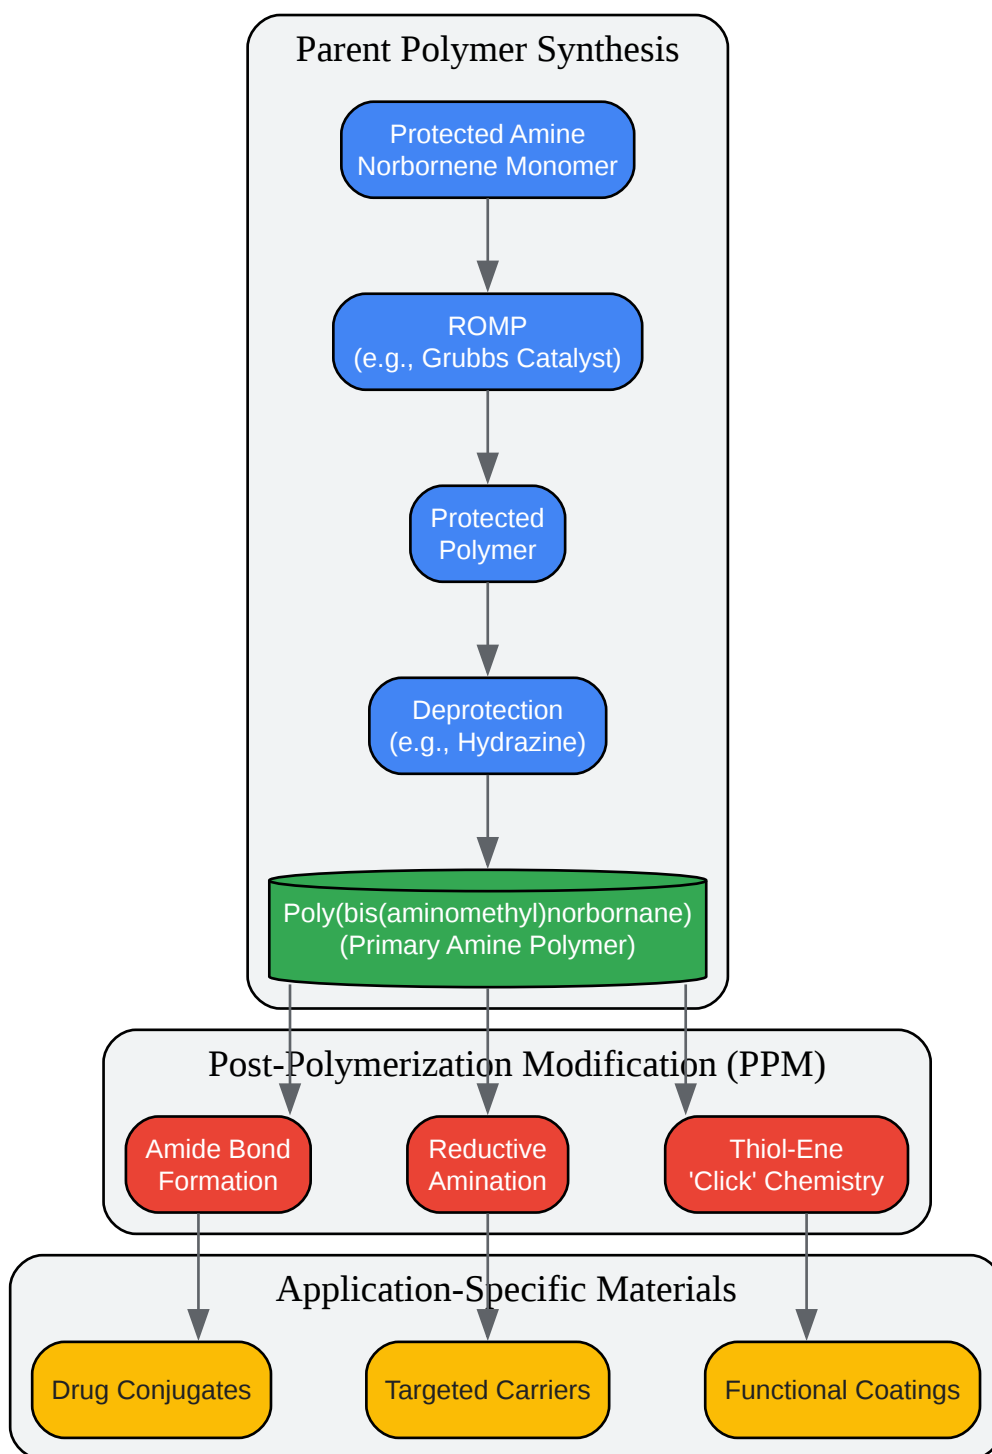 Parent Polymer Synthesis
Protected Amine
Norbornene Monomer
ROMP
(e.g., Grubbs Catalyst)
Protected
Polymer
Deprotection
(e.g., Hydrazine)
Poly(bis(aminomethyl)norbornane)
(Primary Amine Polymer)
Post-Polymerization Modification (PPM)
Amide Bond
Formation
Reductive
Amination
Thiol-Ene
'Click' Chemistry
Application-Specific Materials
Drug Conjugates
Targeted Carriers
Functional Coatings